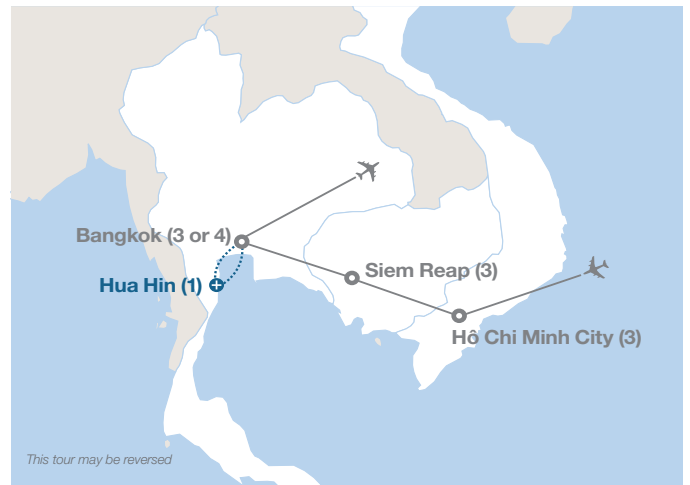 Bangkok (3 or 4)
Siem Reap (3)
Hua Hin (1)
Hô Chi Minh City (3)
This tour may be reversed